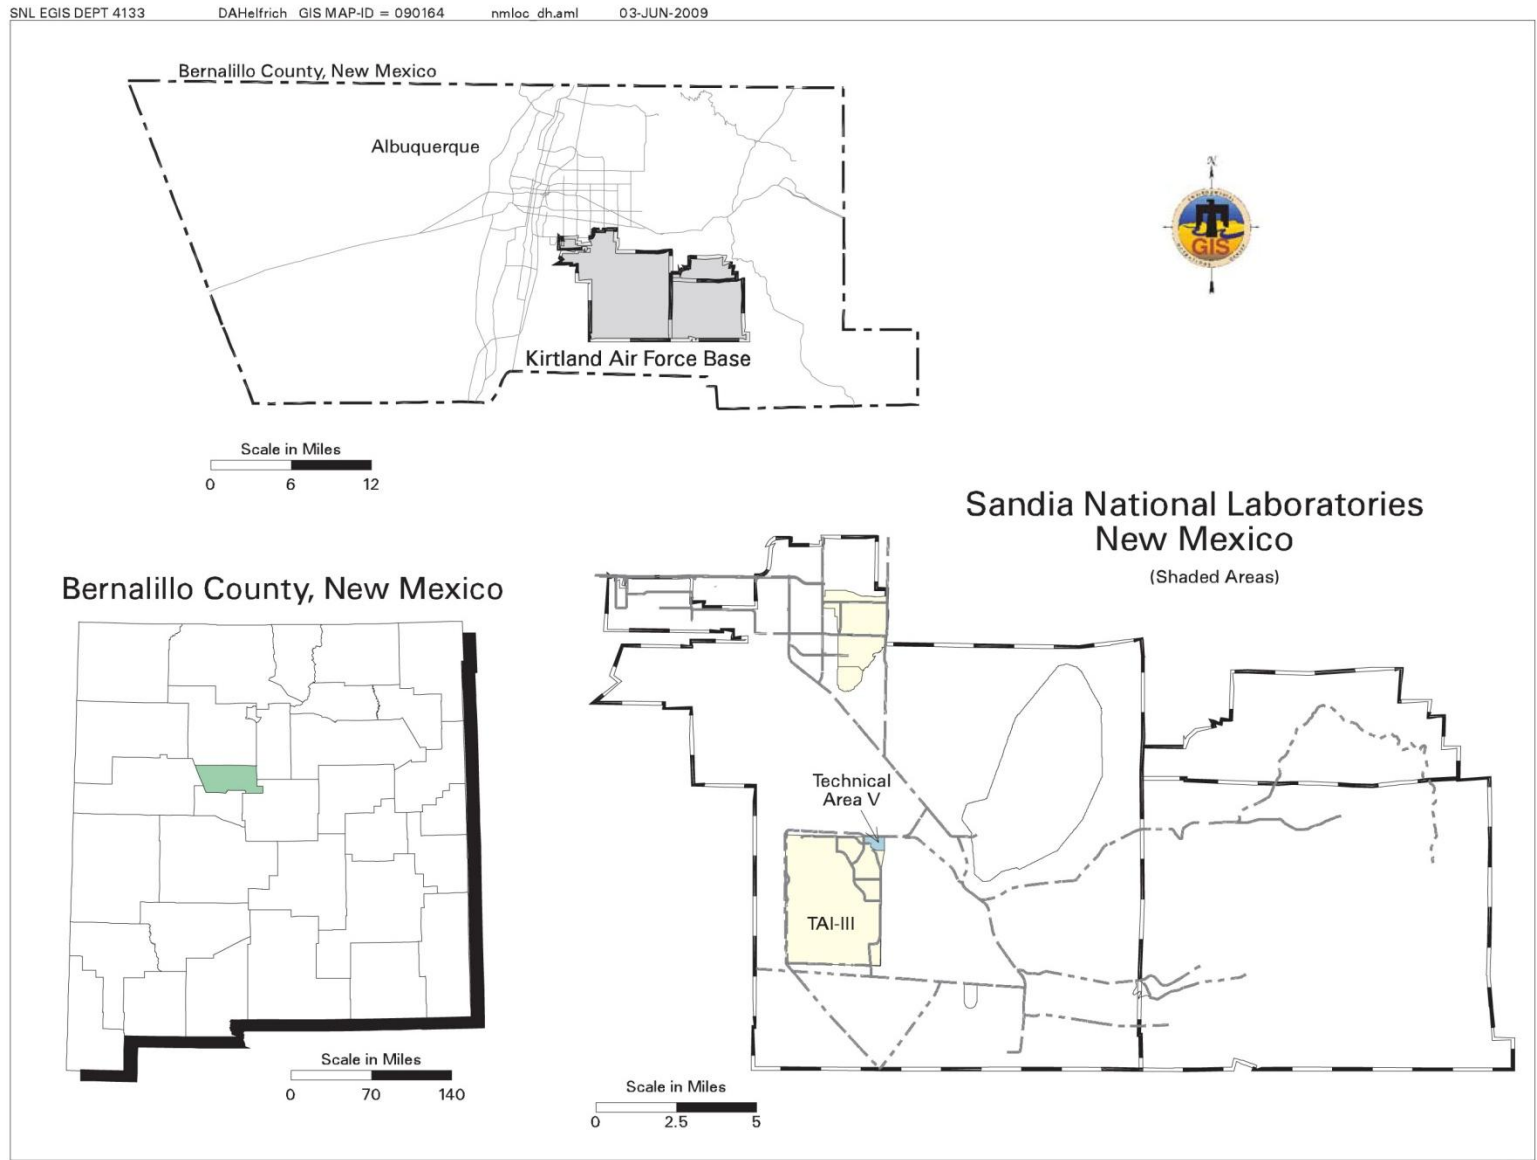 SNL EGIS DEPT 4133 DAHelfrich GIS MAP-ID = 090164 nmloc_dh.aml 03-JUN-2009
Bernalillo County, New Mexico
Albuquerque
N
GIS
Kirtland Air Force Base
Scale in Miles
0 6 12
Sandia National Laboratories
New Mexico
(Shaded Areas)
Bernalillo County, New Mexico
Technical
Area V
TAI-III
Scale in Miles
0 70 140
Scale in Miles
0 2.5 5